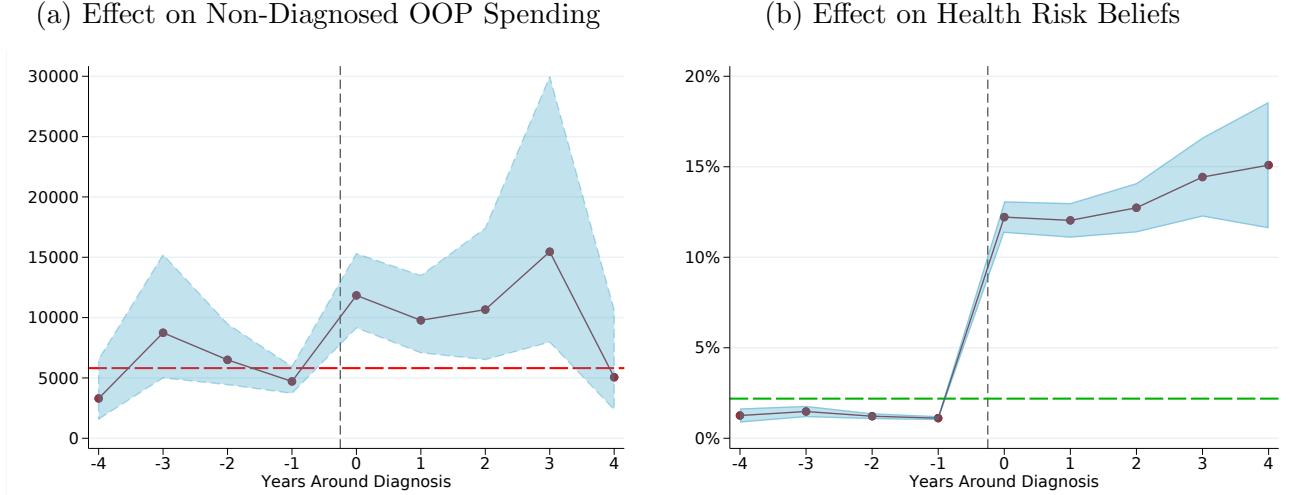 (a) Effect on Non-Diagnosed OOP Spending
30000
25000
20000
15000
10000
5000
0
-4 -3 -2 -1 0 1 2 3 4
Years Around Diagnosis
(b) Effect on Health Risk Beliefs
20%
15%
10%
5%
0%
-4 -3 -2 -1 0 1 2 3 4
Years Around Diagnosis